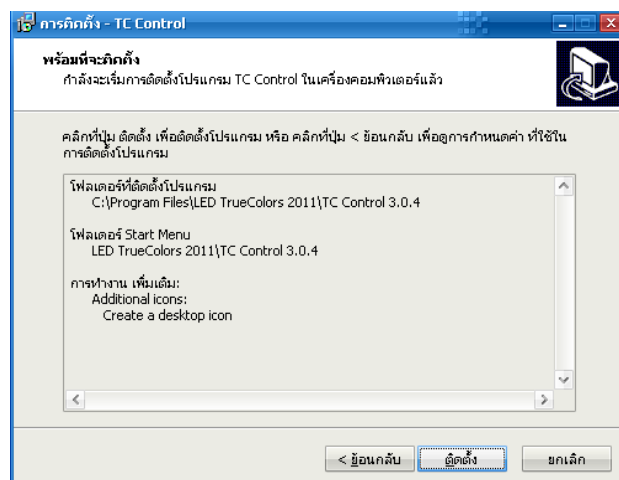 การติดตั้ง - TC Control
พร้อมที่จะติดตั้ง
กำลังจะเริ่มการติดตั้งโปรแกรม TC Control ในเครื่องคอมพิวเตอร์แล้ว
คลิกที่ปุ่ม ติดตั้ง เพื่อติดตั้งโปรแกรม หรือ คลิกที่ปุ่ม < ย้อนกลับ เพื่อดูการกำหนดค่า ที่ใช้ใน
การติดตั้งโปรแกรม
โฟลเดอร์ที่ติดตั้งโปรแกรม
C:\Program Files\LED TrueColors 2011\TC Control 3.0.4
โฟลเดอร์ Start Menu
LED TrueColors 2011\TC Control 3.0.4
การทำงาน เพิ่มเติม:
Additional icons:
Create a desktop icon
< ย้อนกลับ
ติดตั้ง
ยกเลิก